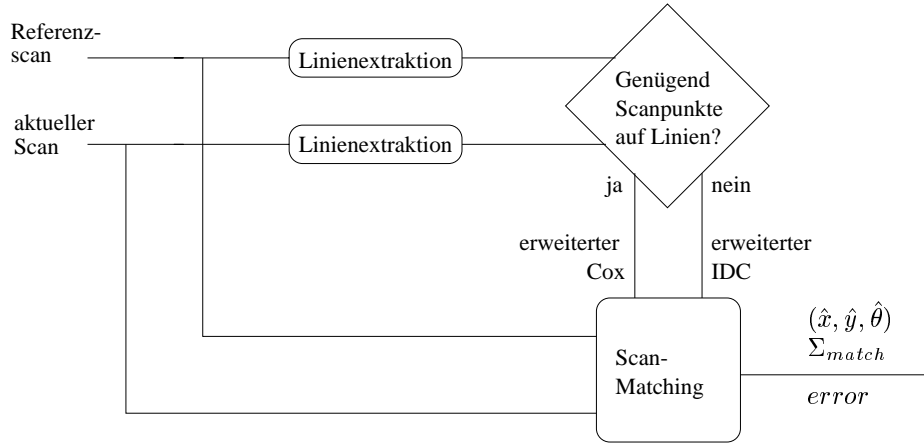 Referenz-
scan
Linienextraktion
aktueller
Scan
Linienextraktion
Genügend
Scanpunkte
auf Linien?
ja
nein
erweiterter
Cox
erweiterter
IDC
Scan-
Matching
(x̂, ŷ, θ̂)
Σ_match
error